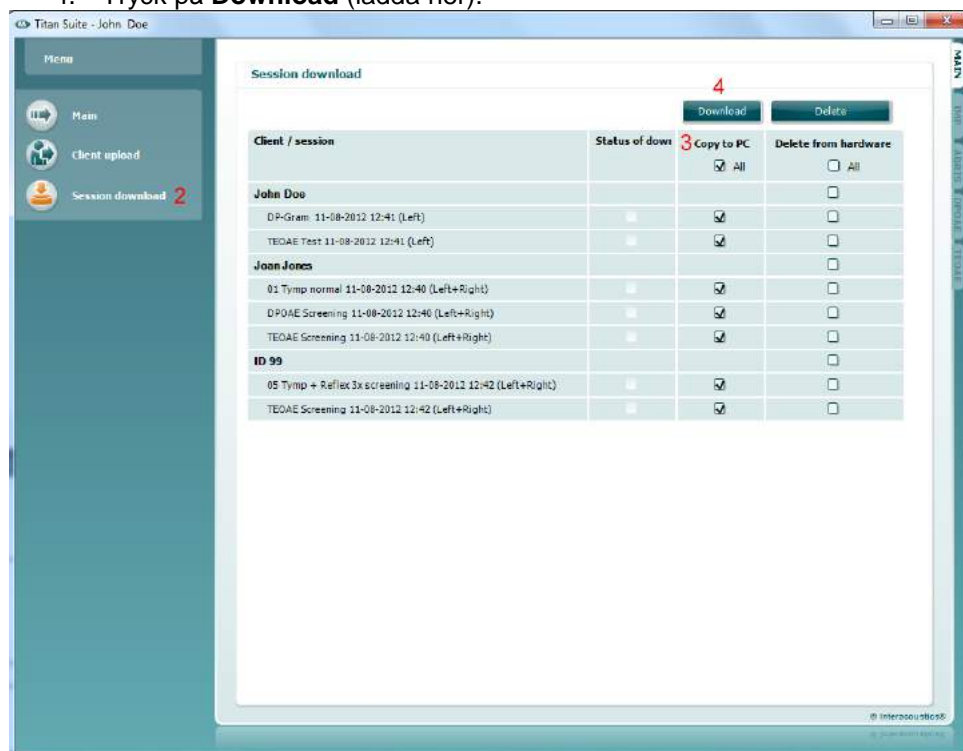 4. Tryck på Download (ladda ner).
Titan Suite - John Doe
Menu
Main
Client upload
Session download 2
Session download
4
Download Delete
Client / session Status of down 3 Copy to PC Delete from hardware
All All
John Doe
DP-Gram 11-08-2012 12:41 (Left)
TEOAE Test 11-08-2012 12:41 (Left)
Joan Jones
01 Tymp normal 11-08-2012 12:40 (Left+Right)
DPOAE Screening 11-08-2012 12:40 (Left+Right)
TEOAE Screening 11-08-2012 12:40 (Left+Right)
ID 99
05 Tymp + Reflex 3x screening 11-08-2012 12:42 (Left+Right)
TEOAE Screening 11-08-2012 12:42 (Left+Right)
MAIN
IMP
ABRIS
DPOAE
TEOAE
© Interacoustics®